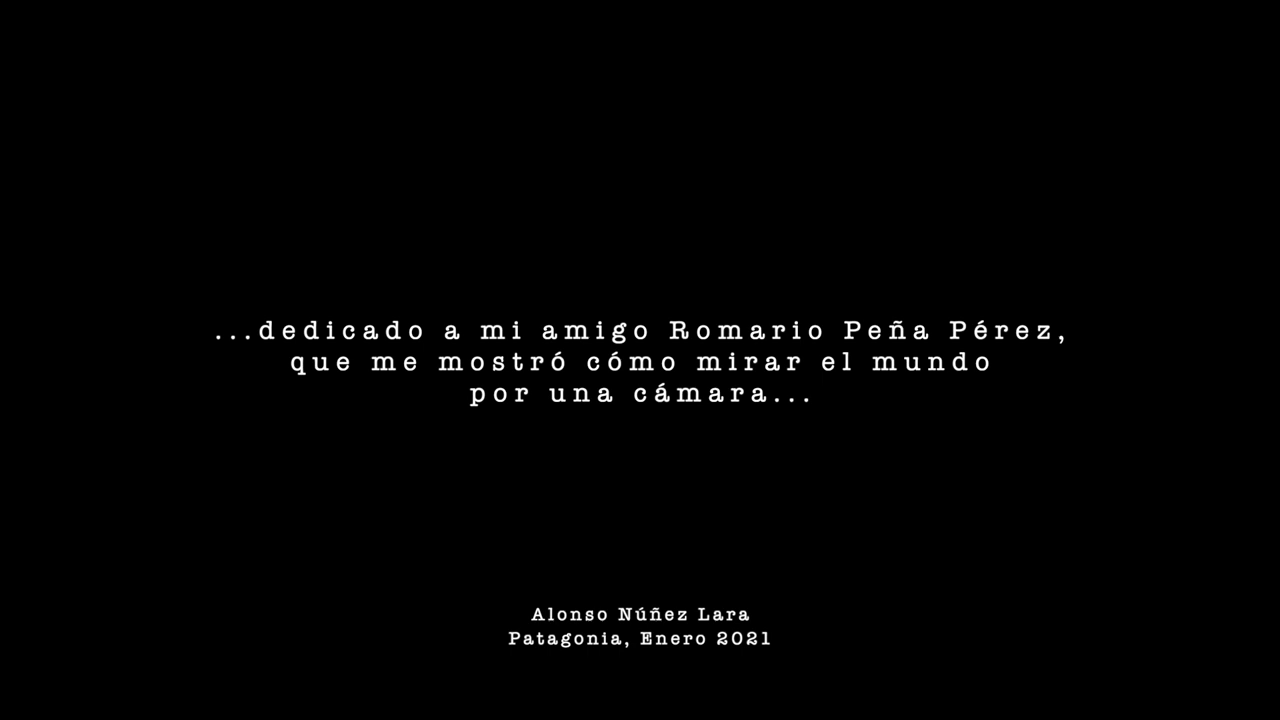 ...dedicado a mi amigo Romario Peña Pérez,
que me mostró cómo mirar el mundo
por una cámara...
Alonso Núñez Lara
Patagonia, Enero 2021